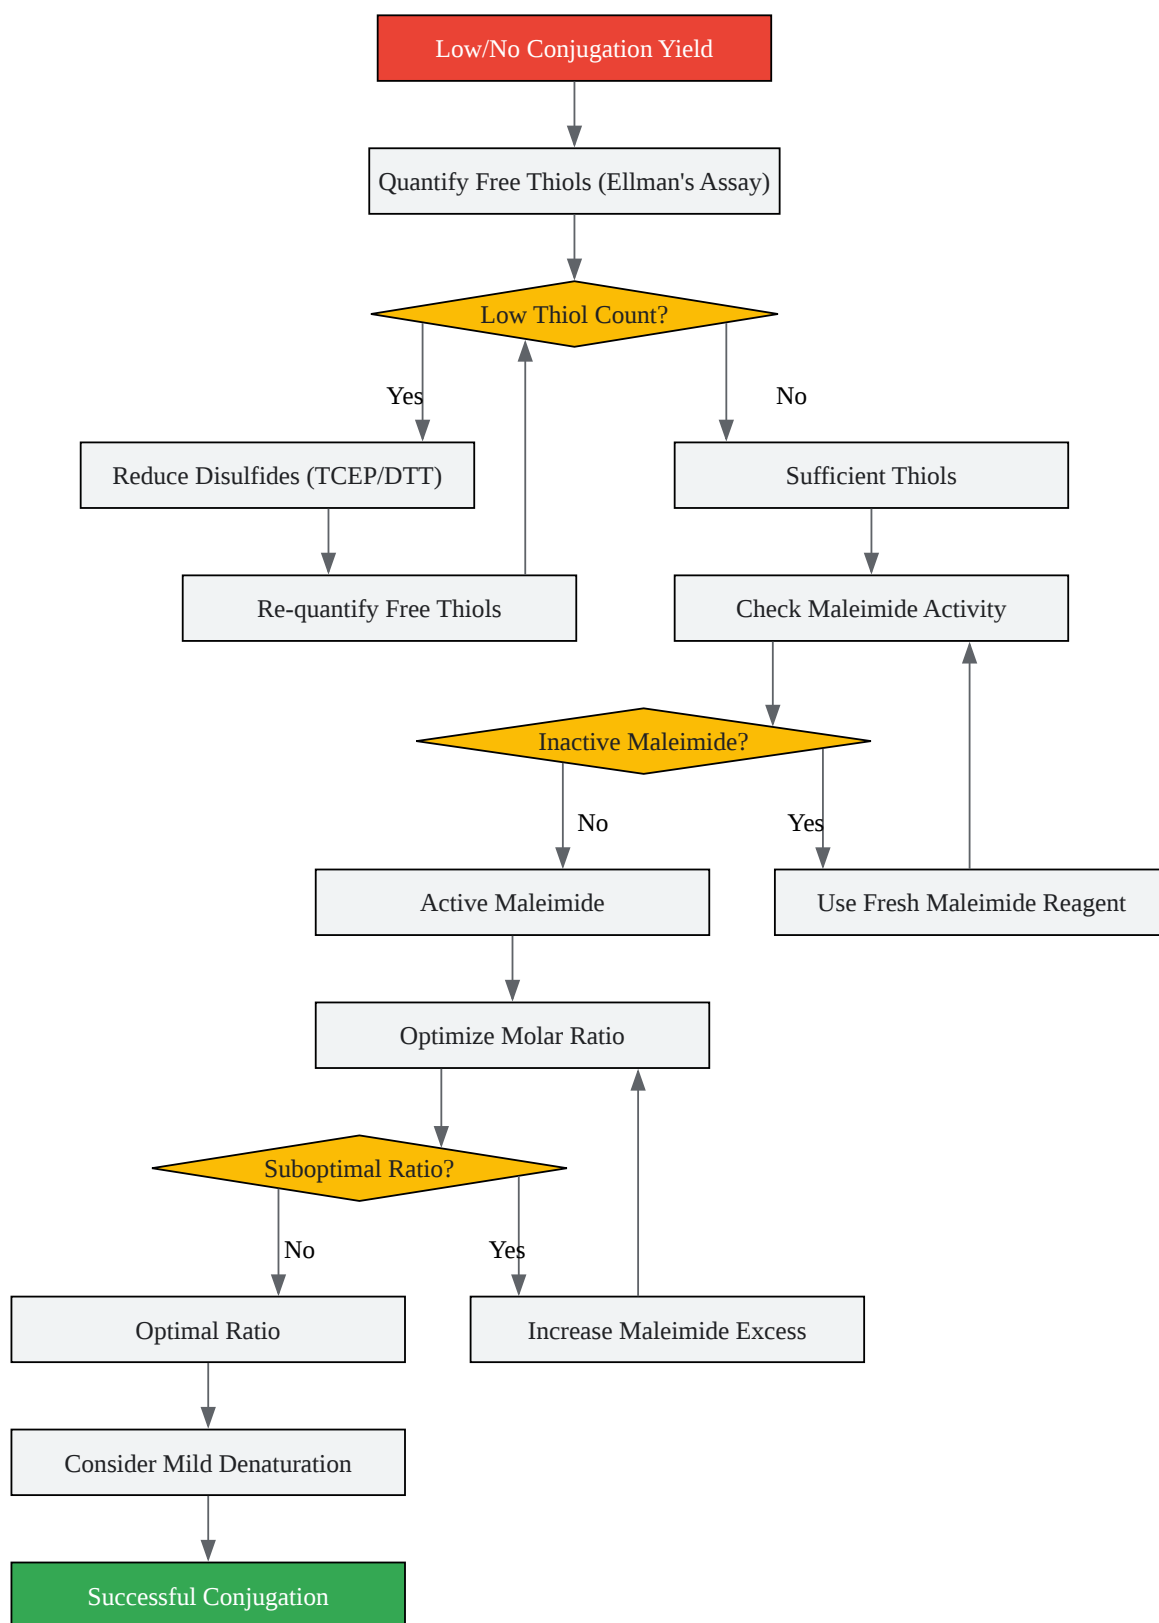 Low/No Conjugation Yield
Quantify Free Thiols (Ellman's Assay)
Low Thiol Count?
Yes
No
Reduce Disulfides (TCEP/DTT)
Sufficient Thiols
Re-quantify Free Thiols
Check Maleimide Activity
Inactive Maleimide?
No
Yes
Active Maleimide
Use Fresh Maleimide Reagent
Optimize Molar Ratio
Suboptimal Ratio?
No
Yes
Optimal Ratio
Increase Maleimide Excess
Consider Mild Denaturation
Successful Conjugation